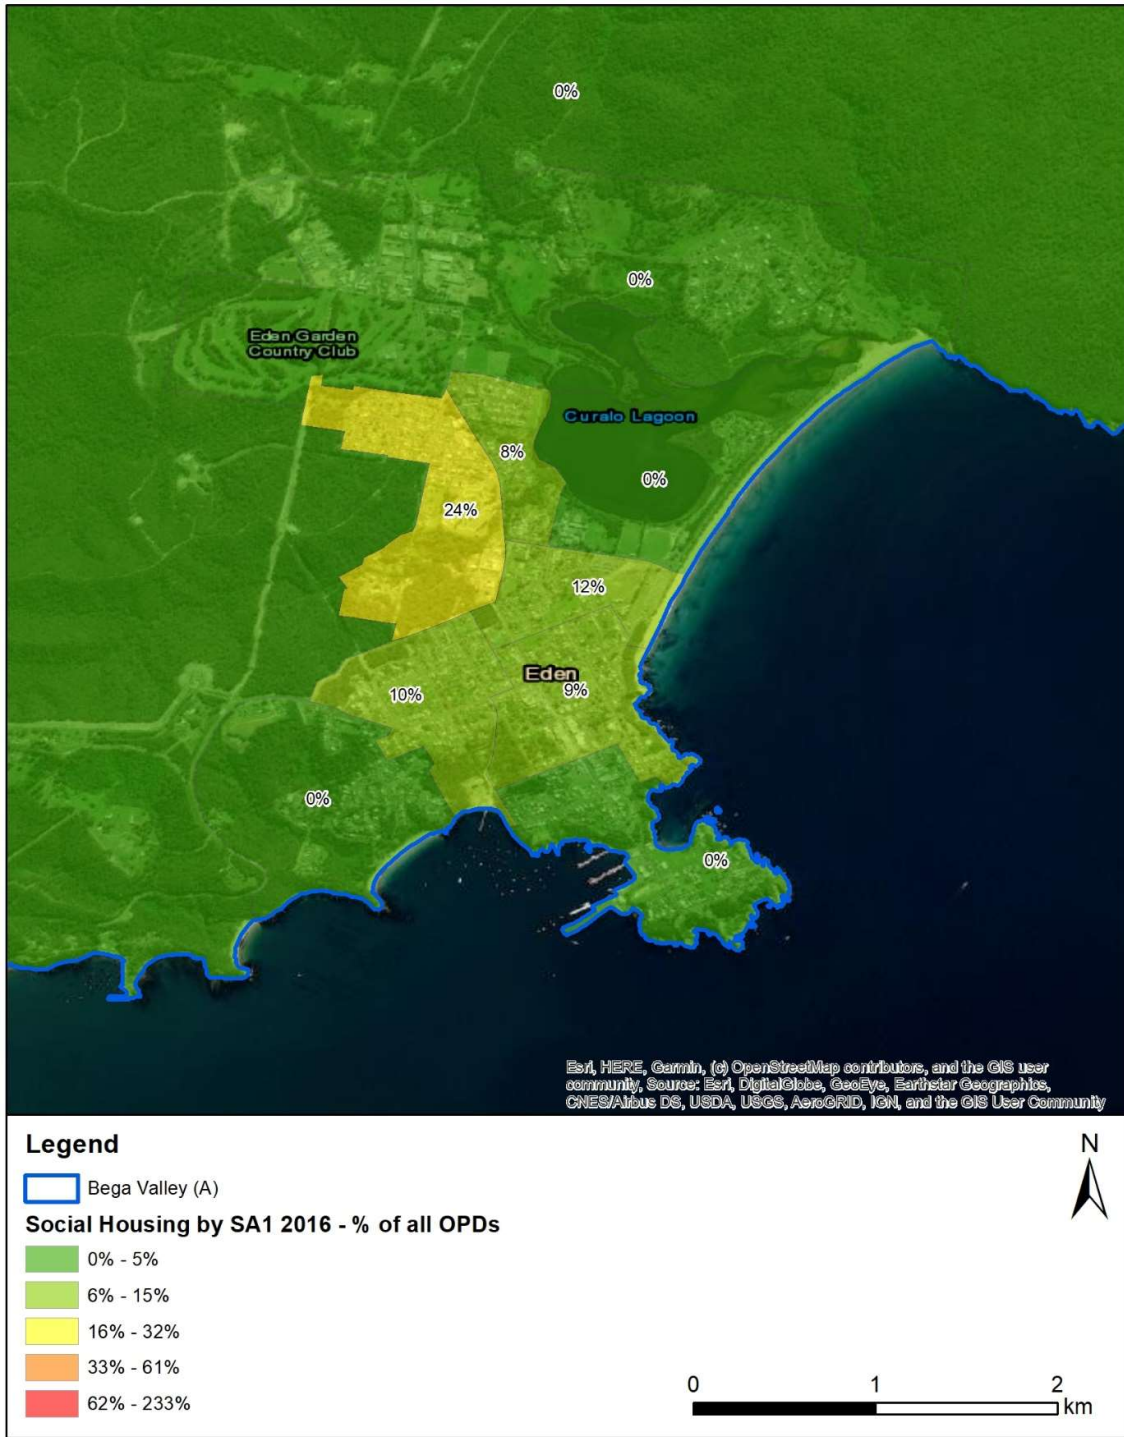 0%
0%
Eden Garden
Country Club
Curalo Lagoon
8%
0%
24%
12%
Eden
9%
10%
0%
0%
Esri, HERE, Garmin, (c) OpenStreetMap contributors, and the GIS user
community, Source: Esri, DigitalGlobe, GeoEye, Earthstar Geographics,
CNES/Airbus DS, USDA, USGS, AeroGRID, IGN, and the GIS User Community
Legend
N
Bega Valley (A)
Social Housing by SA1 2016 - % of all OPDs
0% - 5%
6% - 15%
16% - 32%
33% - 61%
62% - 233%
0 1 2
km